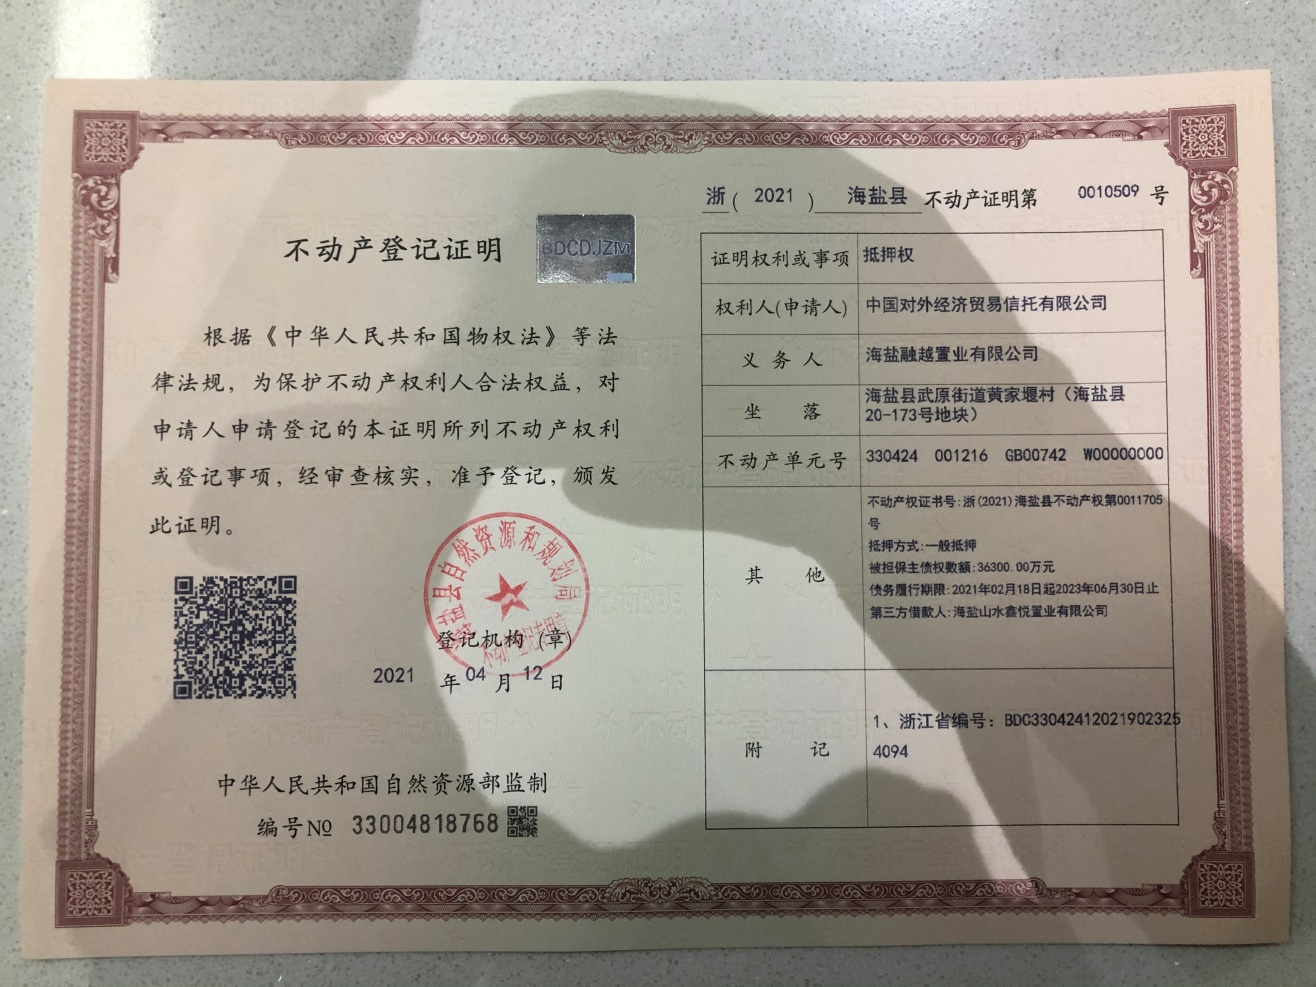 不动产登记证明
BDCDJZM
根据《中华人民共和国物权法》等法
律法规，为保护不动产权利人合法权益，对
申请人申请登记的本证明所列不动产权利
或登记事项，经审查核实，准予登记，颁发
此证明。
海盐县自然资源和规划局
登记机构（章）
2021 年 04 月 12 日
中华人民共和国自然资源部监制
编号№ 33004818768
浙（ 2021 ） 海盐县 不动产证明第 0010509 号
证明权利或事项 抵押权
权利人(申请人) 中国对外经济贸易信托有限公司
义务人 海盐融越置业有限公司
坐落 海盐县武原街道黄家堰村（海盐县
20-173号地块）
不动产单元号 330424 001216 GB00742 W00000000
其他
不动产权证书号:浙(2021)海盐县不动产权第0011705
号
抵押方式:一般抵押
被担保主债权数额:36300.00万元
债务履行期限:2021年02月18日起2023年06月30日止
第三方借款人:海盐山水鑫悦置业有限公司
附记
1、浙江省编号：BDC33042412021902325
4094